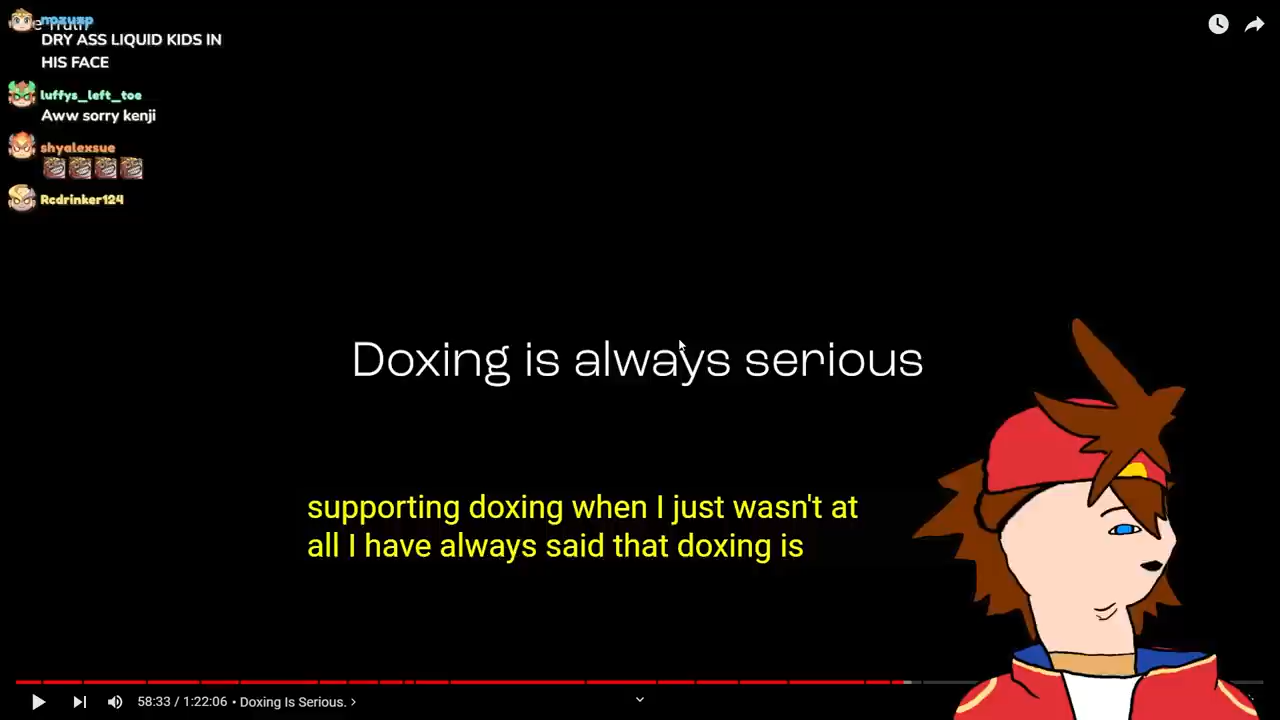 e Truth
nozuzp
DRY ASS LIQUID KIDS IN
HIS FACE
luffys_left_toe
Aww sorry kenji
shyalexsue
Rcdrinker124
Doxing is always serious
supporting doxing when I just wasn't at
all I have always said that doxing is
58:33 / 1:22:06 • Doxing Is Serious. >